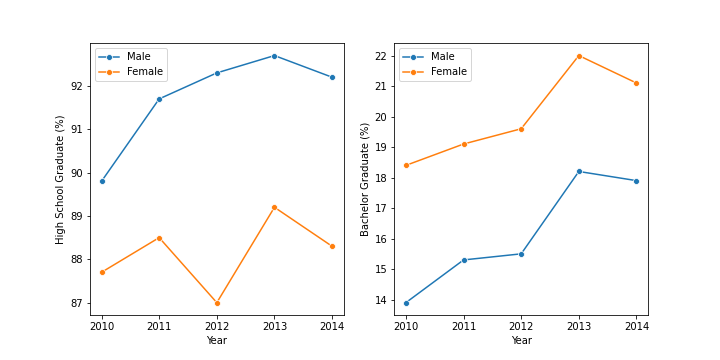 High School Graduate (%)
92
91
90
89
88
87
Male
Female
2010 2011 2012 2013 2014
Year
Bachelor Graduate (%)
22
21
20
19
18
17
16
15
14
Male
Female
2010 2011 2012 2013 2014
Year